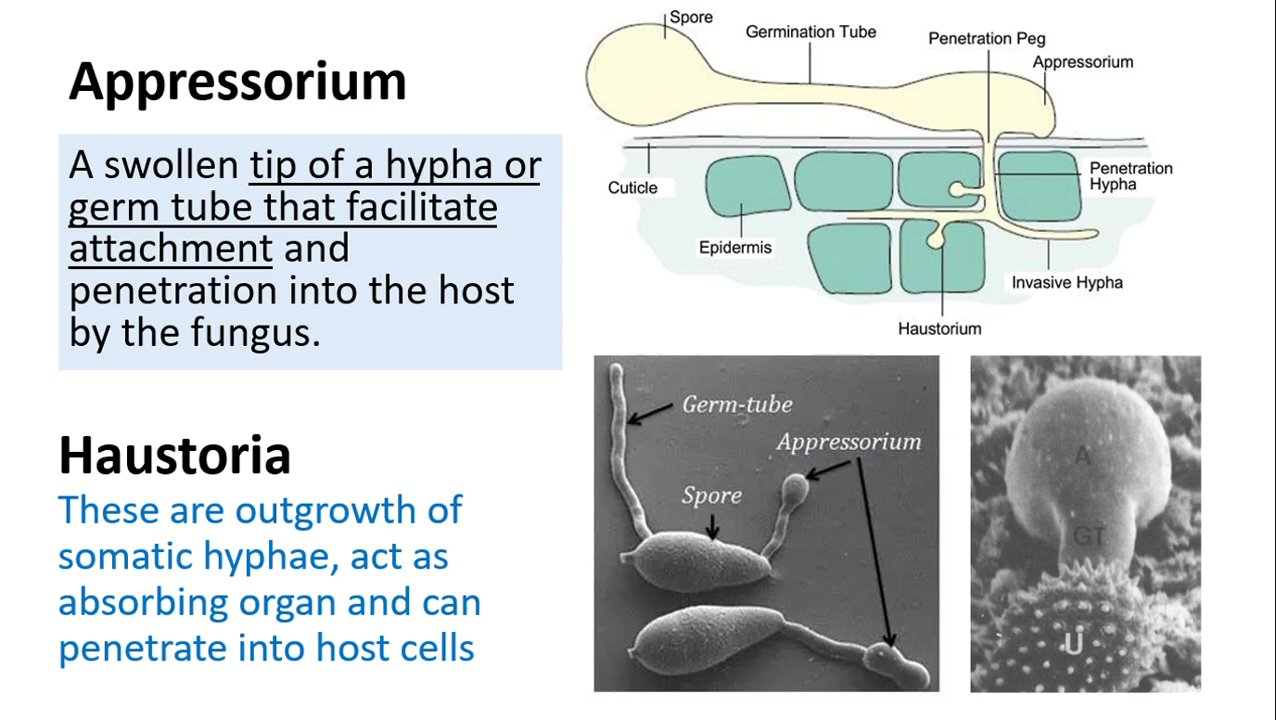 Appressorium
A swollen tip of a hypha or
germ tube that facilitate
attachment and
penetration into the host
by the fungus.
Haustoria
These are outgrowth of
somatic hyphae, act as
absorbing organ and can
penetrate into host cells
Spore
Germination Tube
Penetration Peg
Appressorium
Cuticle
Penetration
Hypha
Epidermis
Invasive Hypha
Haustorium
Germ-tube
Appressorium
Spore
A
GT
U